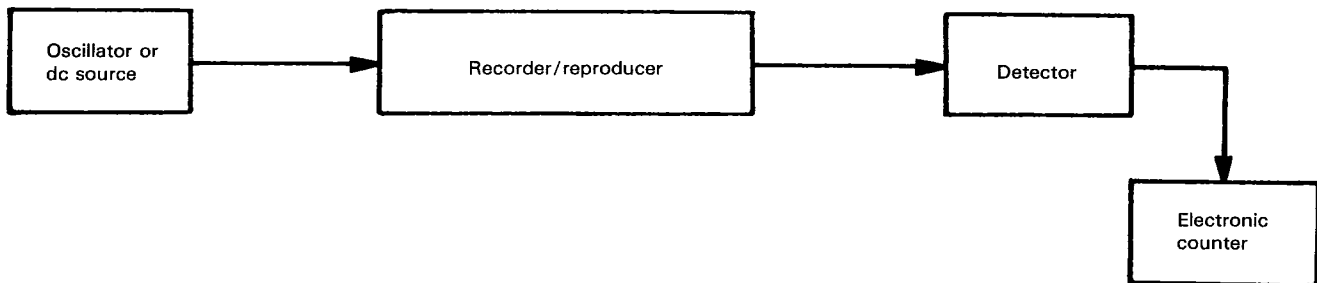 Oscillator or
dc source
Recorder/reproducer
Detector
Electronic
counter